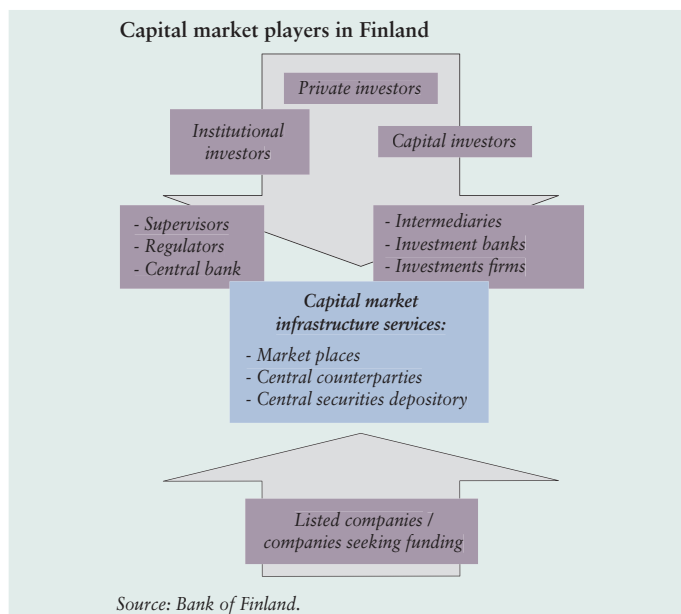 Capital market players in Finland
Private investors
Institutional
investors
Capital investors
- Supervisors
- Regulators
- Central bank
- Intermediaries
- Investment banks
- Investments firms
Capital market
infrastructure services:
- Market places
- Central counterparties
- Central securities depository
Listed companies /
companies seeking funding
Source: Bank of Finland.